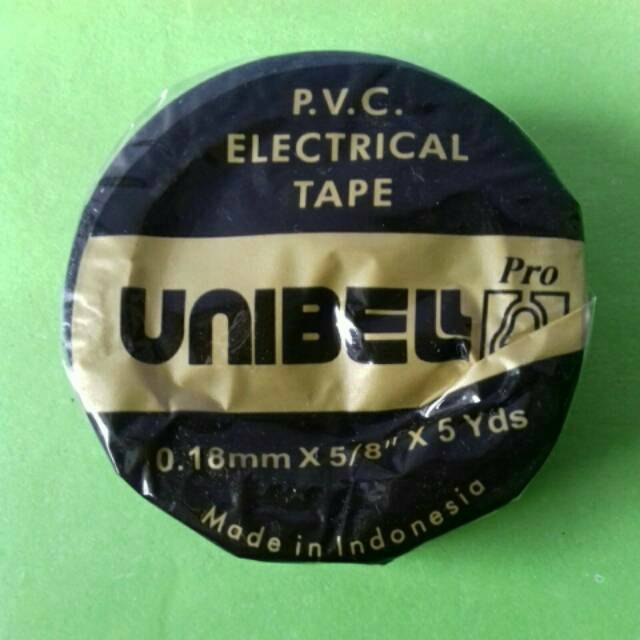 P.V.C.
ELECTRICAL
TAPE
Pro
UNIBELL
0.18mm X 5/8" X 5 Yds
Made in Indonesia